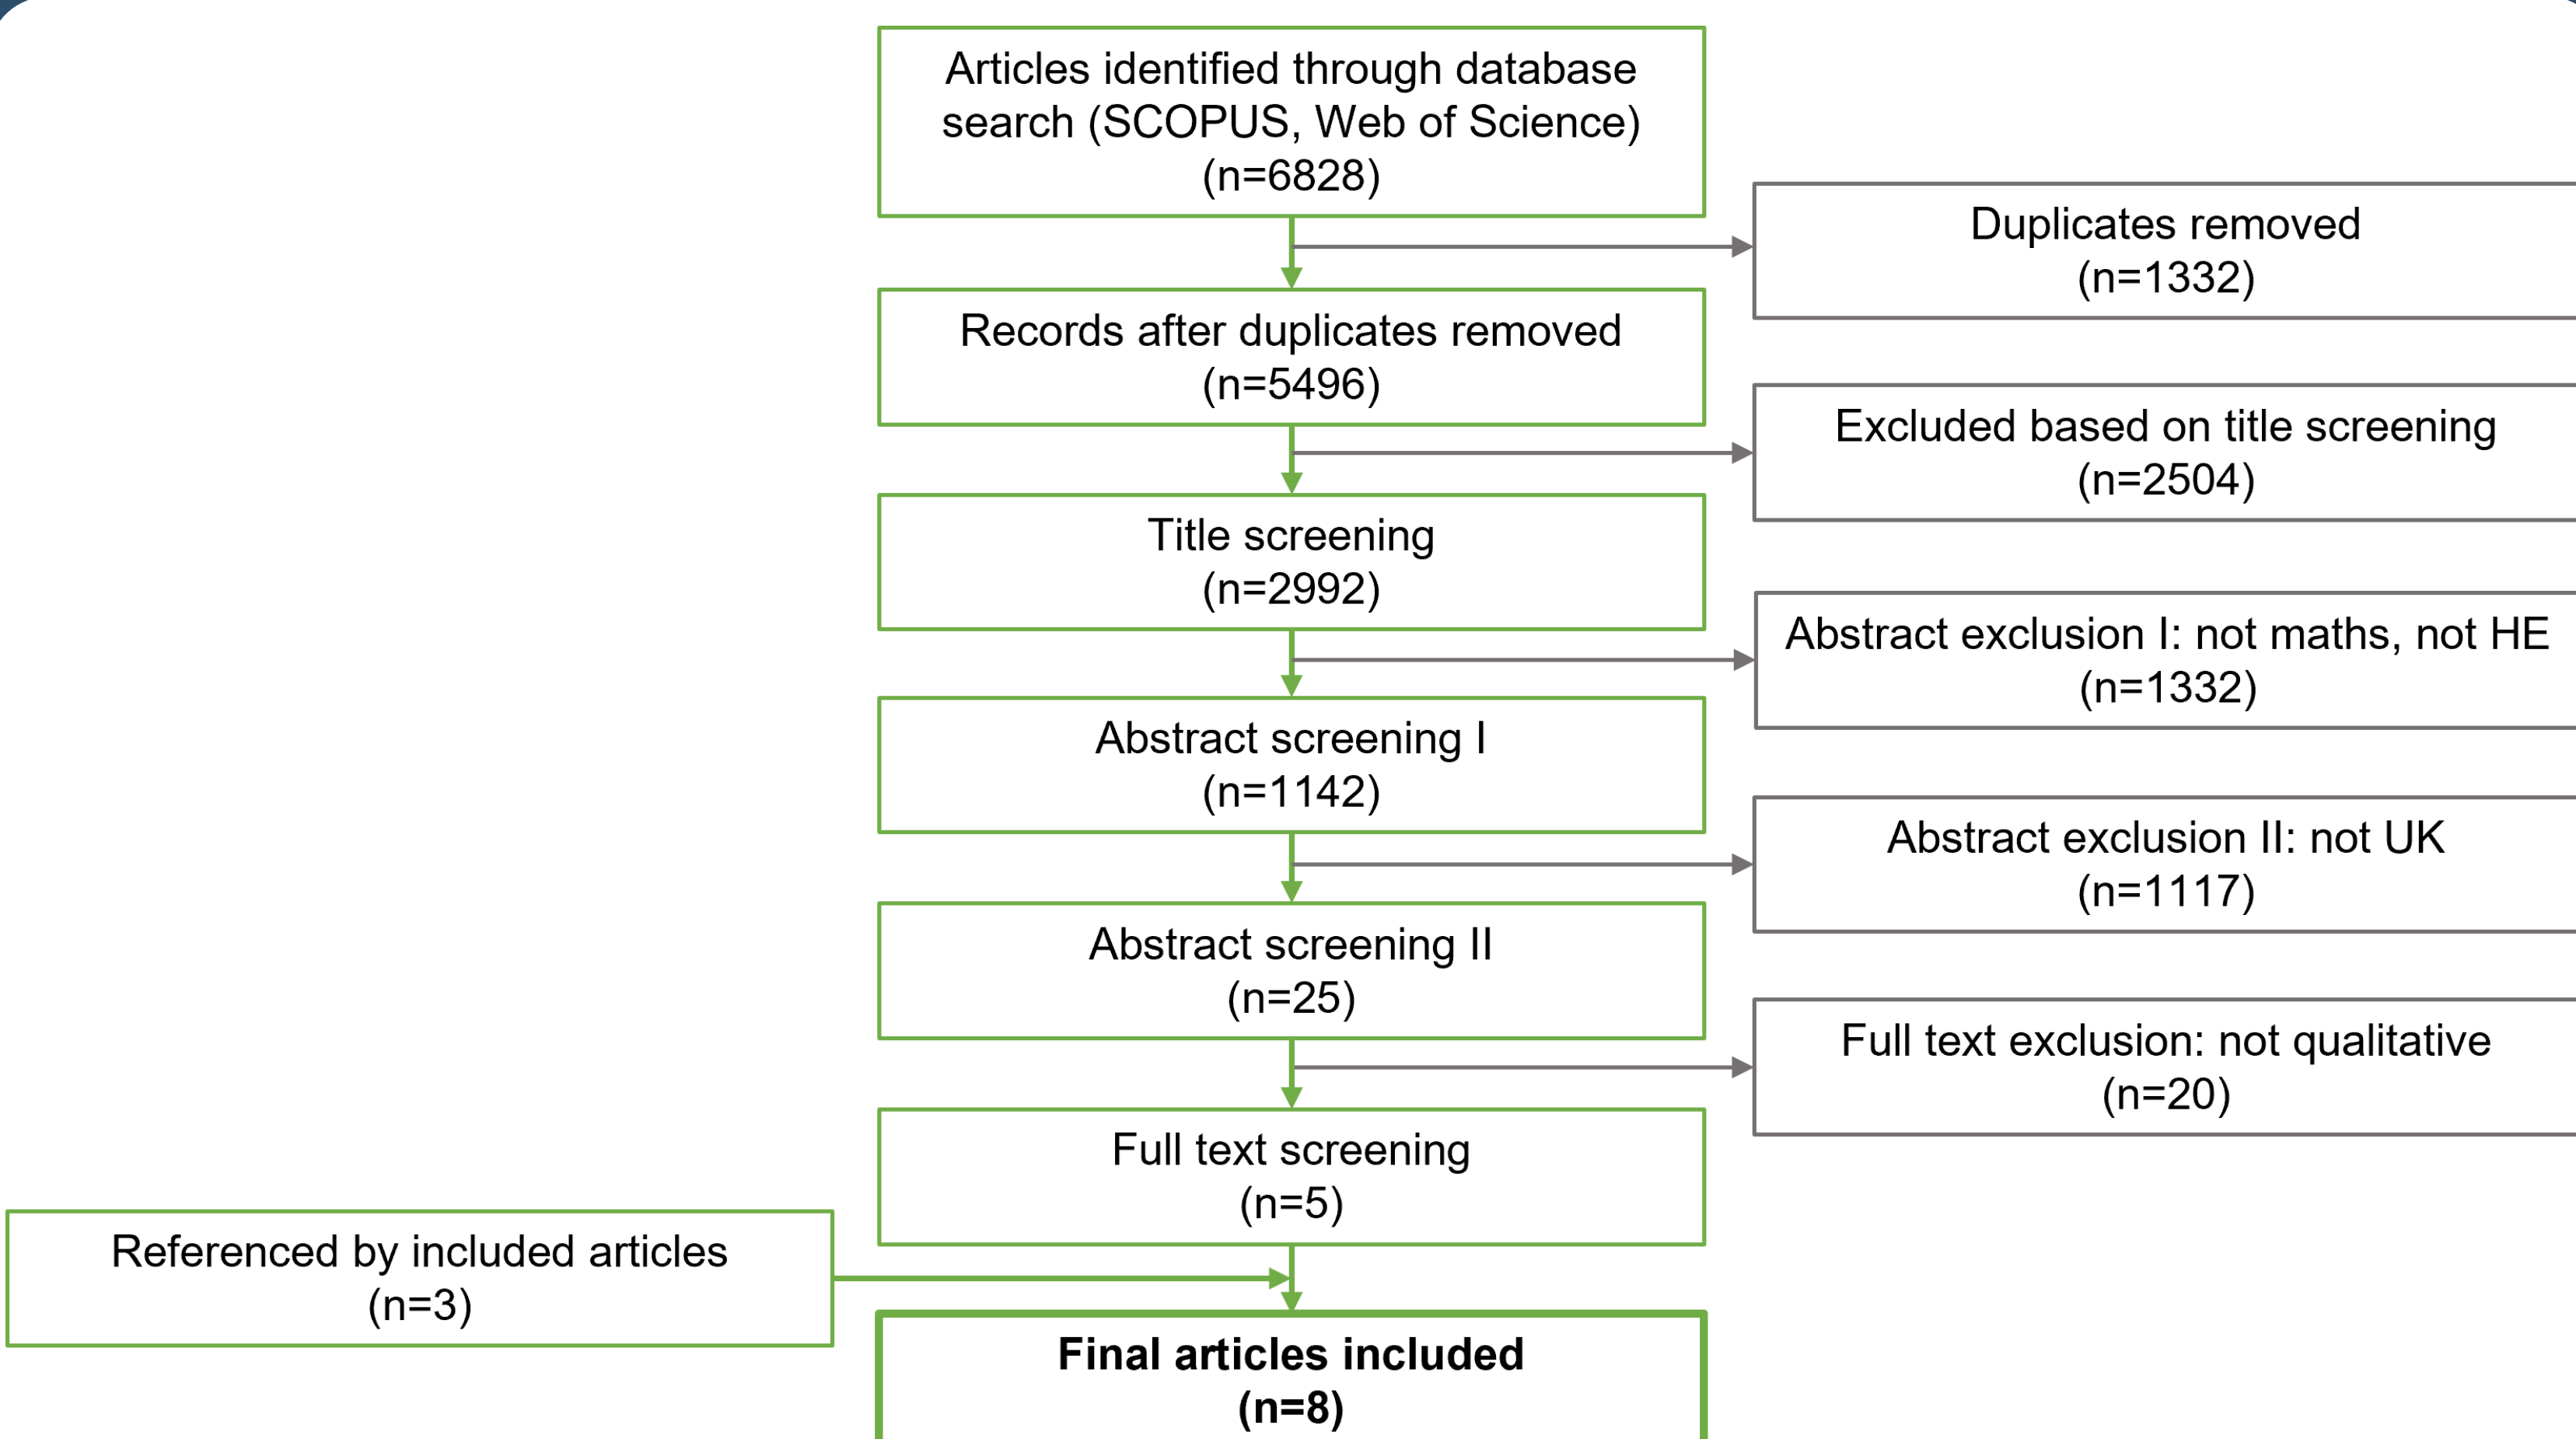 Articles identified through database
search (SCOPUS, Web of Science)
(n=6828)
Duplicates removed
(n=1332)
Records after duplicates removed
(n=5496)
Excluded based on title screening
(n=2504)
Title screening
(n=2992)
Abstract exclusion I: not maths, not HE
(n=1332)
Abstract screening I
(n=1142)
Abstract exclusion II: not UK
(n=1117)
Abstract screening II
(n=25)
Full text exclusion: not qualitative
(n=20)
Full text screening
(n=5)
Referenced by included articles
(n=3)
Final articles included
(n=8)